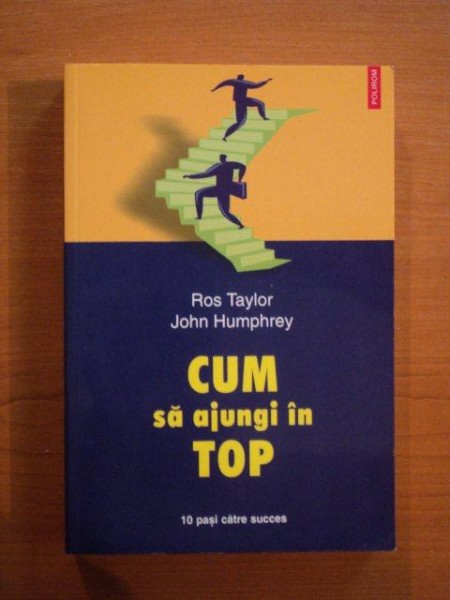 POLIROM
Ros Taylor
John Humphrey
CUM
să ajungi în
TOP
10 pași către succes